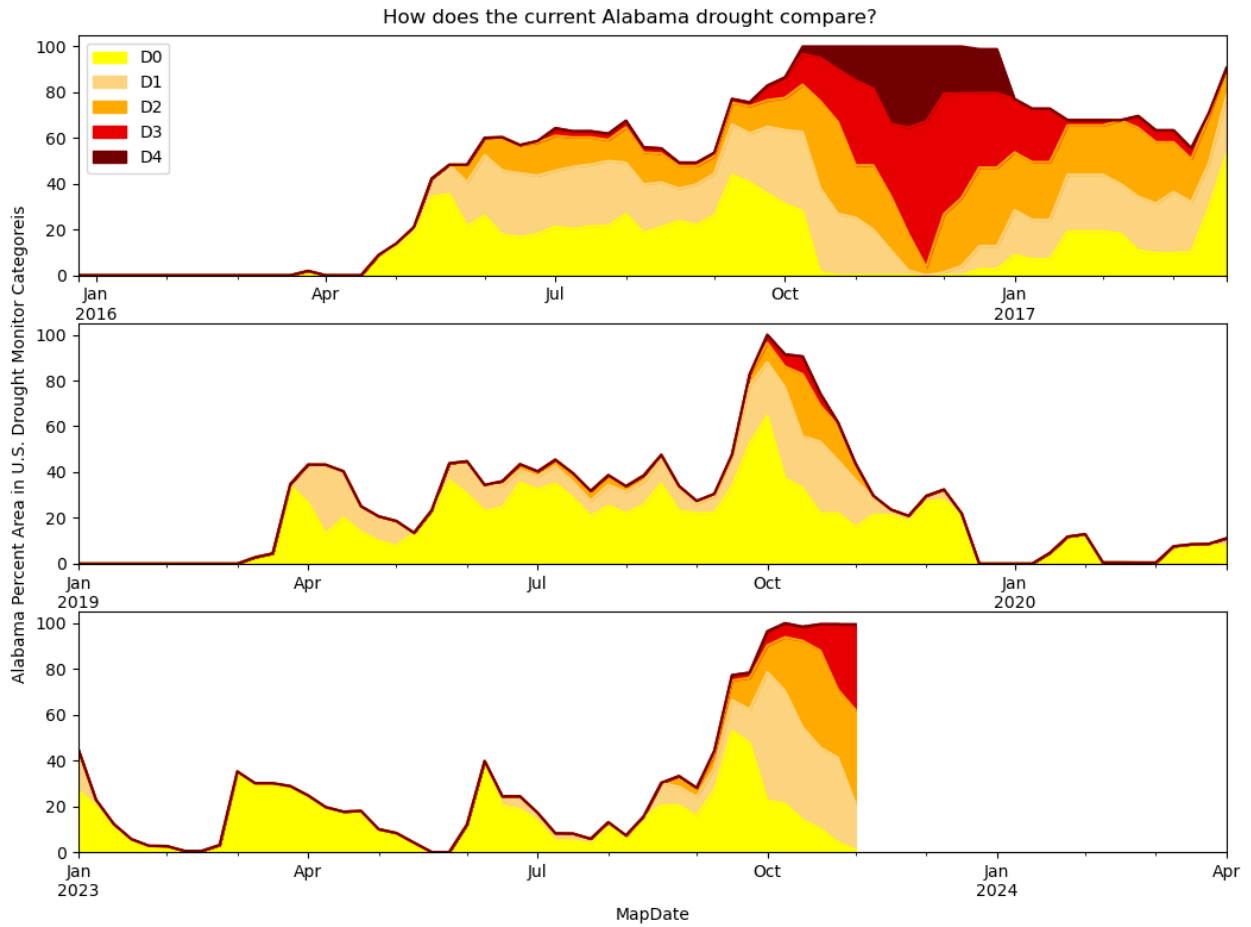 How does the current Alabama drought compare?
Alabama Percent Area in U.S. Drought Monitor Categoreis
100
80
60
40
20
0
D0
D1
D2
D3
D4
Jan Apr Jul Oct Jan
2016 2017
100
80
60
40
20
0
Jan Apr Jul Oct Jan
2019 2020
100
80
60
40
20
0
Jan Apr Jul Oct Jan Apr
2023 2024
MapDate